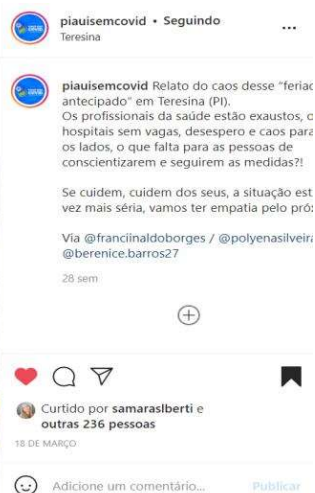 piauisemcovid • Seguindo
Teresina
...
piauisemcovid Relato do caos desse "feriad
antecipado" em Teresina (PI).
Os profissionais da saúde estão exaustos, o
hospitais sem vagas, desespero e caos para
os lados, o que falta para as pessoas de
conscientizarem e seguirem as medidas?!
Se cuidem, cuidem dos seus, a situação est
vez mais séria, vamos ter empatia pelo próx
Via @franciinaldoborges / @polyenasilveira
@berenice.barros27
28 sem
Curtido por samaraslberti e
outras 236 pessoas
18 DE MARÇO
Adicione um comentário... Publicar